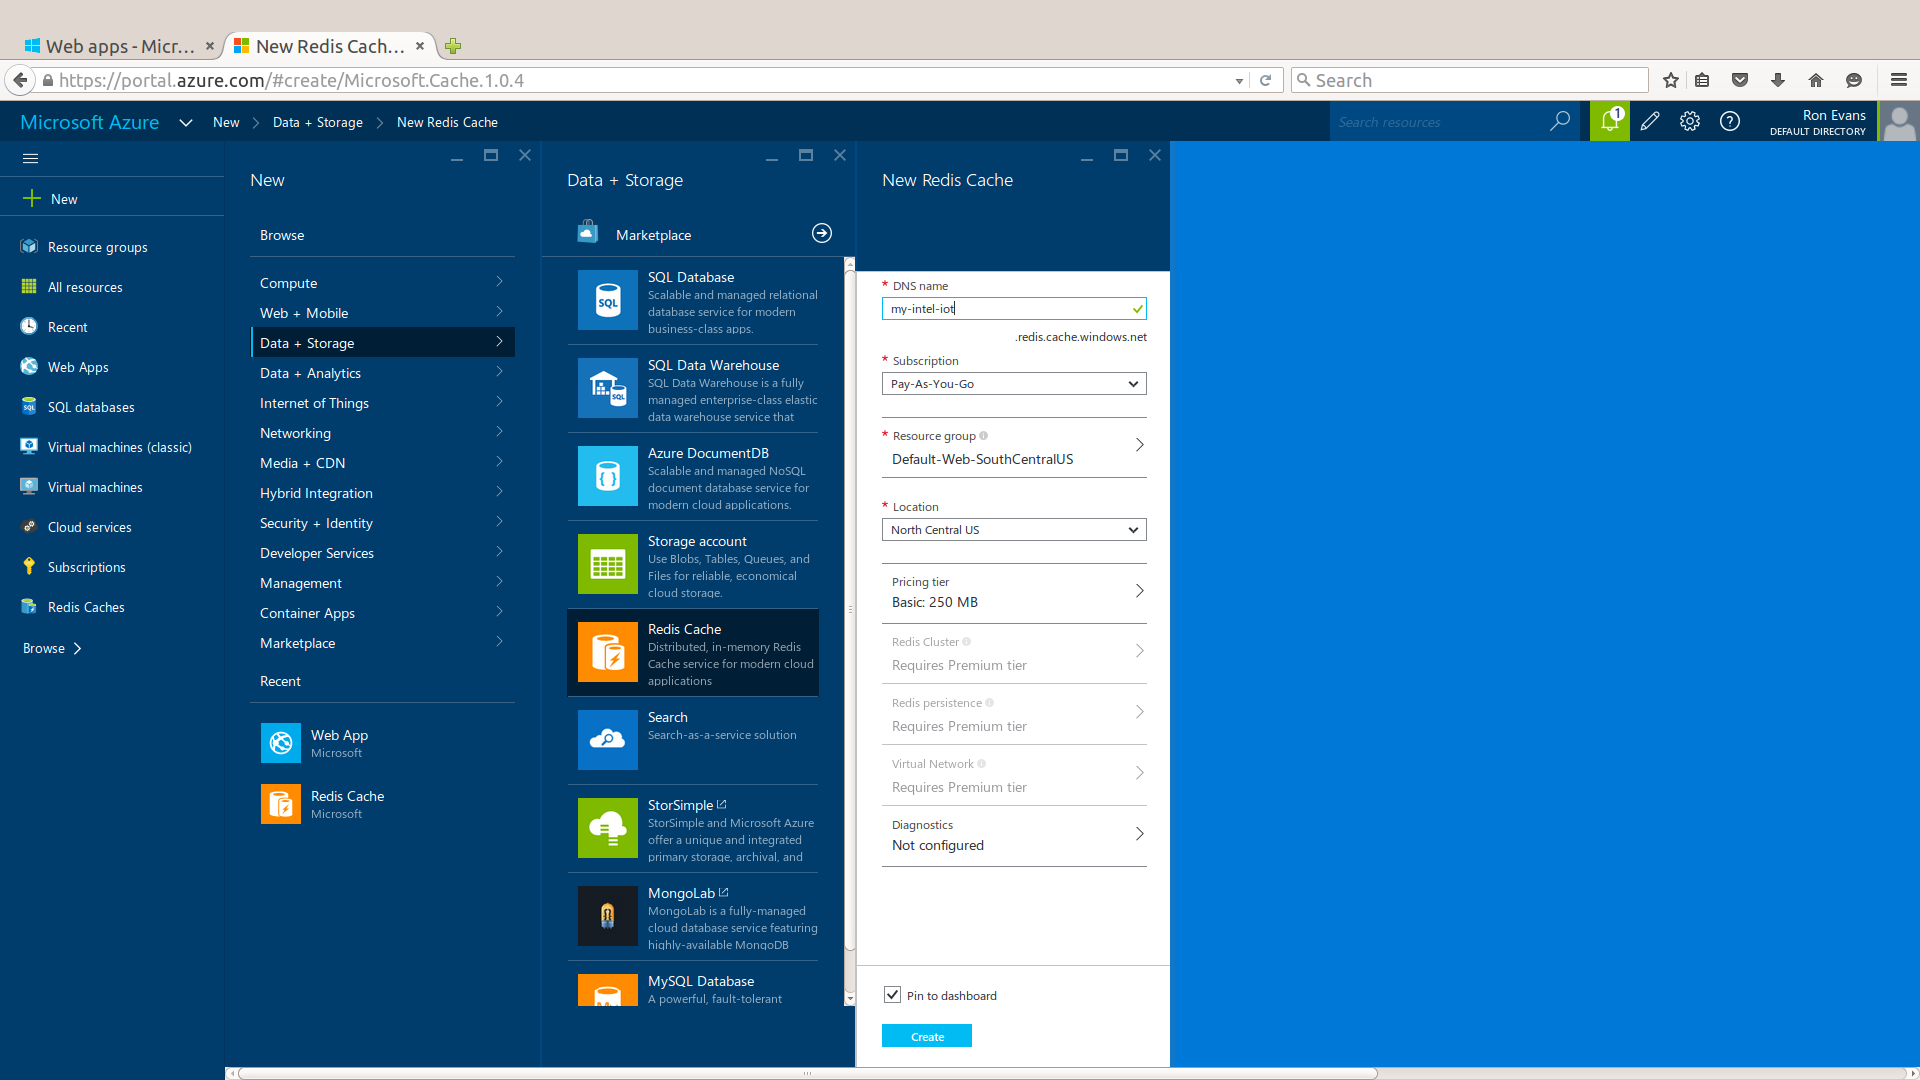 Web apps - Micr...
New Redis Cach...
https://portal.azure.com/#create/Microsoft.Cache.1.0.4
Search
Microsoft Azure
New
Data + Storage
New Redis Cache
Search resources
1
Ron Evans
DEFAULT DIRECTORY
New
Resource groups
All resources
Recent
Web Apps
SQL databases
Virtual machines (classic)
Virtual machines
Cloud services
Subscriptions
Redis Caches
Browse
New
Browse
Compute
Web + Mobile
Data + Storage
Data + Analytics
Internet of Things
Networking
Media + CDN
Hybrid Integration
Security + Identity
Developer Services
Management
Container Apps
Marketplace
Recent
Web App
Microsoft
Redis Cache
Microsoft
Data + Storage
Marketplace
SQL Database
Scalable and managed relational
database service for modern
business-class apps.
SQL Data Warehouse
SQL Data Warehouse is a fully
managed enterprise-class elastic
data warehouse service that
Azure DocumentDB
Scalable and managed NoSQL
document database service for
modern cloud applications.
Storage account
Use Blobs, Tables, Queues, and
Files for reliable, economical
cloud storage.
Redis Cache
Distributed, in-memory Redis
Cache service for modern cloud
applications
Search
Search-as-a-service solution
StorSimple
StorSimple and Microsoft Azure
offer a unique and integrated
primary storage, archival, and
MongoLab
MongoLab is a fully-managed
cloud database service featuring
highly-available MongoDB
MySQL Database
A powerful, fault-tolerant
New Redis Cache
* DNS name
my-intel-iot
.redis.cache.windows.net
* Subscription
Pay-As-You-Go
* Resource group
Default-Web-SouthCentralUS
* Location
North Central US
Pricing tier
Basic: 250 MB
Redis Cluster
Requires Premium tier
Redis persistence
Requires Premium tier
Virtual Network
Requires Premium tier
Diagnostics
Not configured
Pin to dashboard
Create